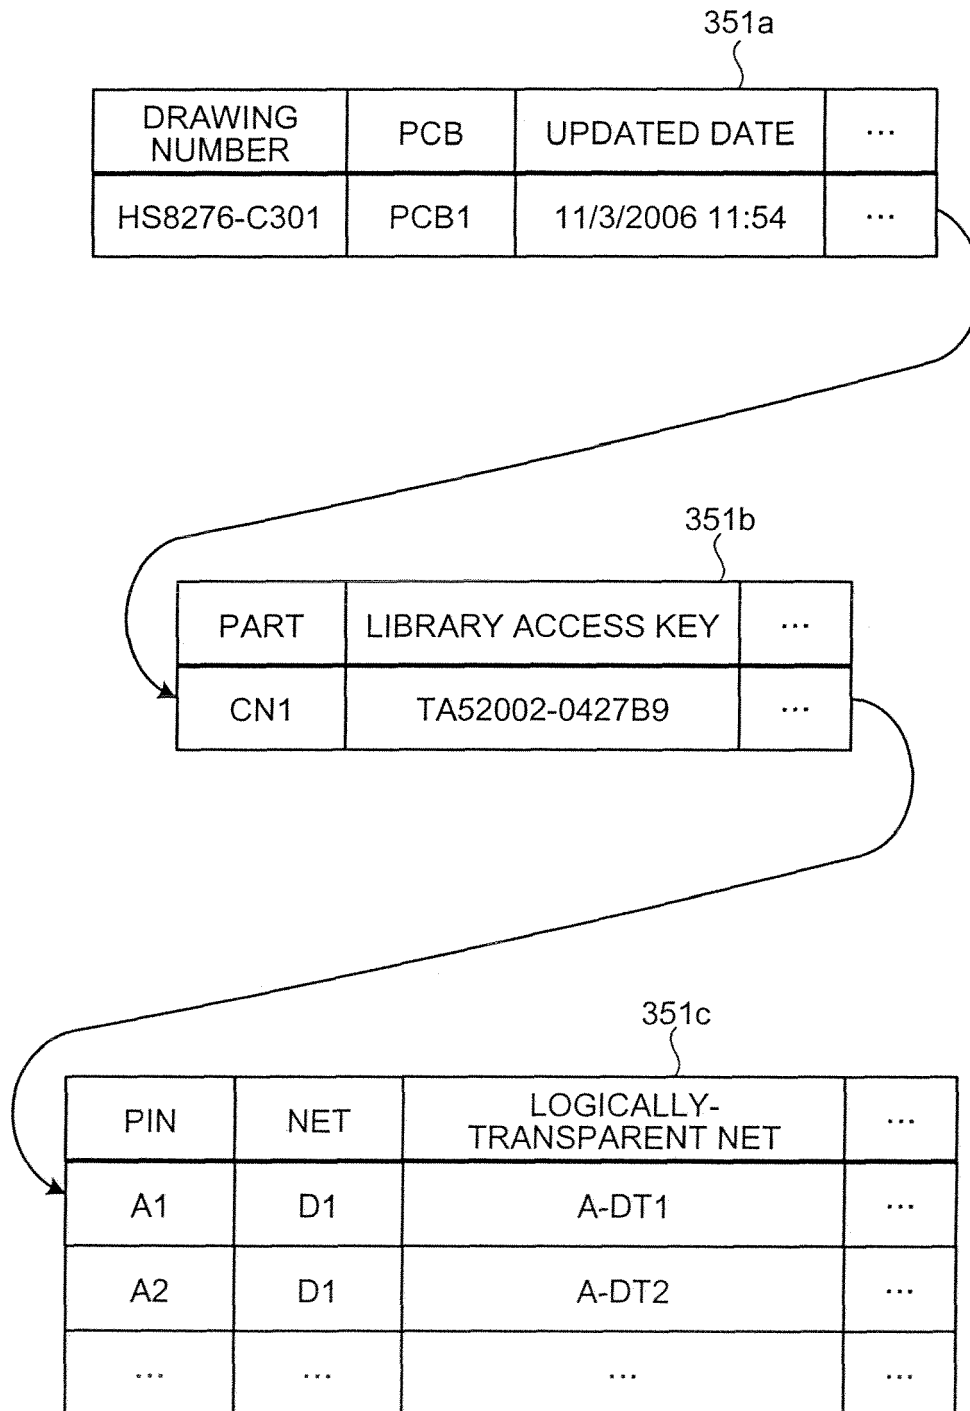 351a
DRAWING NUMBER PCB UPDATED DATE ...
HS8276-C301 PCB1 11/3/2006 11:54 ...
351b
PART LIBRARY ACCESS KEY ...
CN1 TA52002-0427B9 ...
351c
PIN NET LOGICALLY-TRANSPARENT NET ...
A1 D1 A-DT1 ...
A2 D1 A-DT2 ...
... ... ... ...